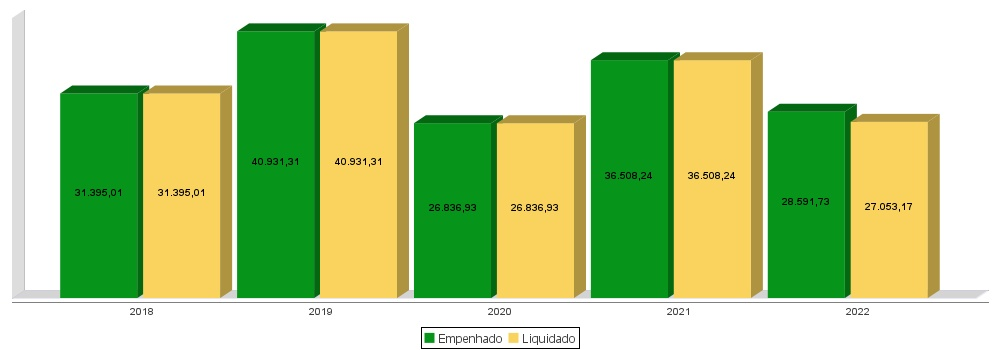 40.931,31 40.931,31
36.508,24 36.508,24
31.395,01 31.395,01
28.591,73 27.053,17
26.836,93 26.836,93
2018 2019 2020 2021 2022
Empenhado Liquidado